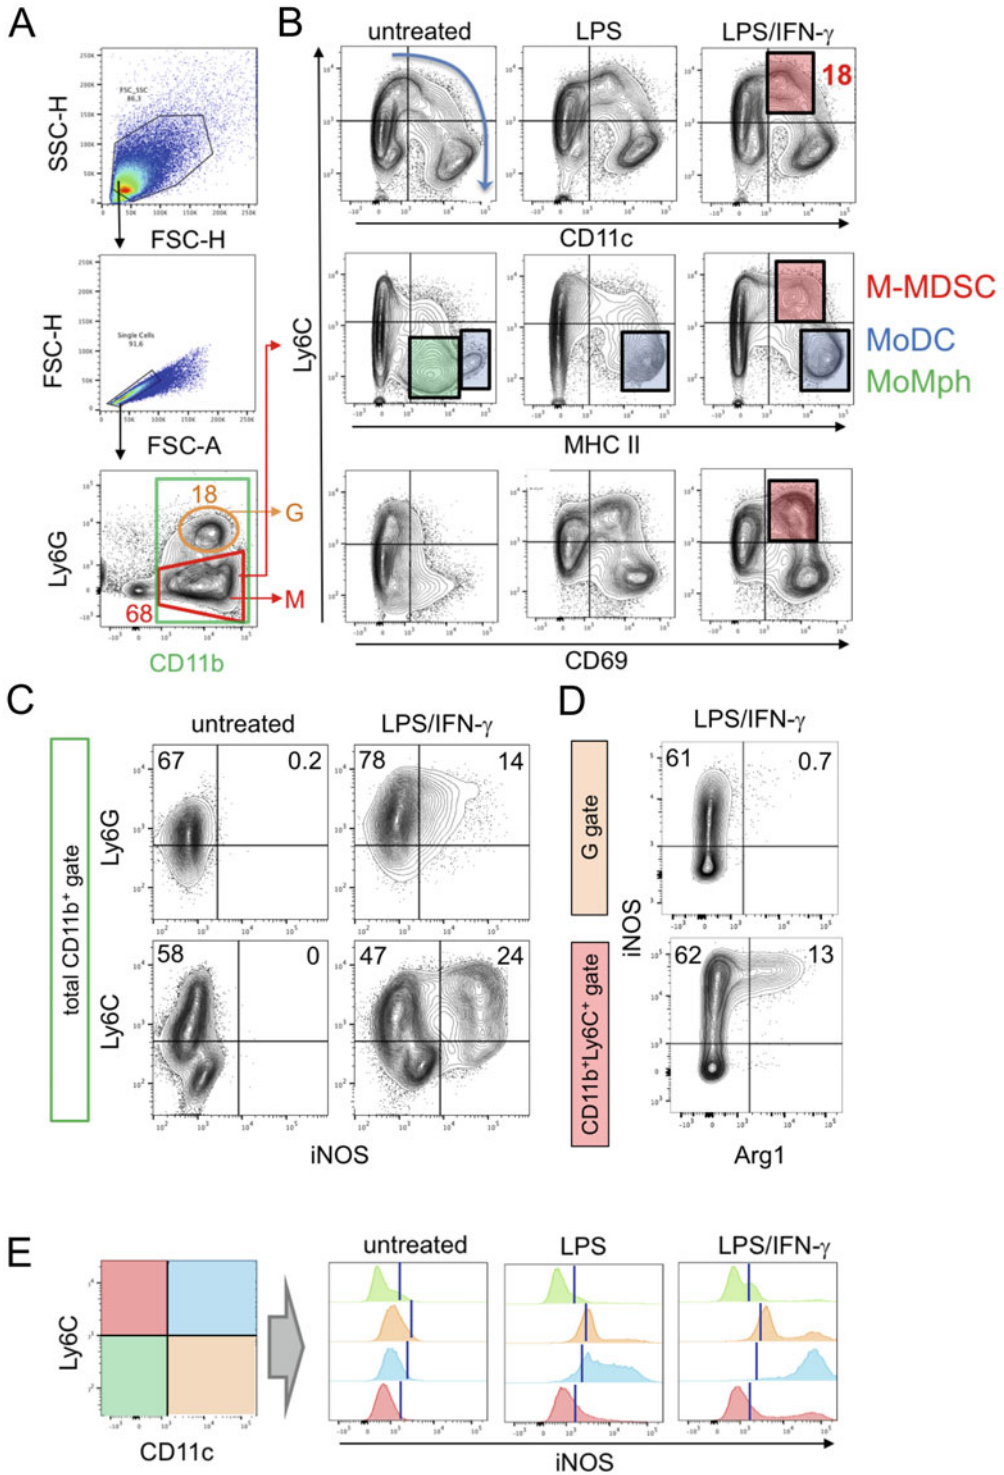 A
SSC-H
FSC_SSC
86,3
FSC-H
FSC-H
Single Cells
91,6
FSC-A
Ly6G
18
G
M
68
CD11b
B
untreated
LPS
LPS/IFN-γ
18
CD11c
Ly6C
M-MDSC
MoDC
MoMph
MHC II
CD69
C
untreated
LPS/IFN-γ
total CD11b⁺ gate
Ly6G
67
0.2
78
14
Ly6C
58
0
47
24
iNOS
D
LPS/IFN-γ
G gate
61
0.7
iNOS
CD11b⁺Ly6C⁺ gate
62
13
Arg1
E
Ly6C
CD11c
untreated
LPS
LPS/IFN-γ
iNOS